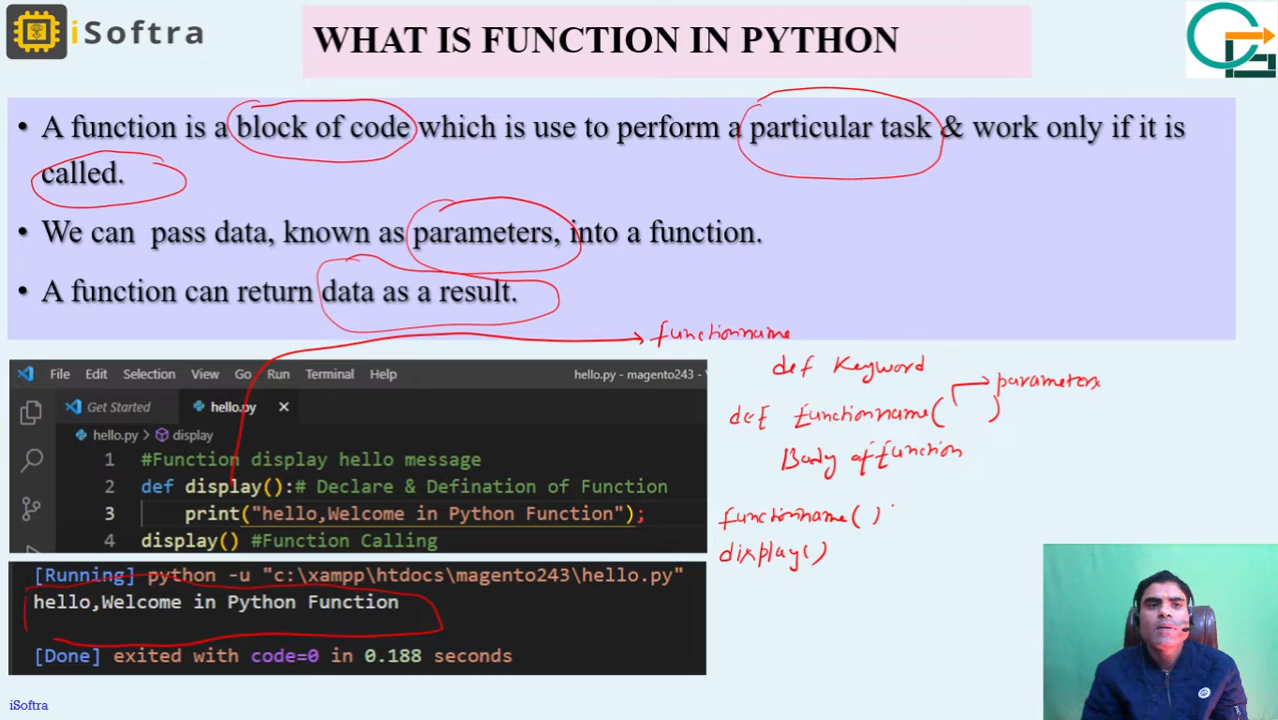 iSoftra
WHAT IS FUNCTION IN PYTHON
• A function is a block of code which is use to perform a particular task & work only if it is
called.
• We can pass data, known as parameters, into a function.
• A function can return data as a result.
functionname
def Keyword
parameters
def functionname( )
Body of function
functionname( )
display()
File Edit Selection View Go Run Terminal Help hello.py - magento243 - V
Get Started hello.py
hello.py > display
1 #Function display hello message
2 def display():# Declare & Defination of Function
3 print("hello,Welcome in Python Function");
4 display() #Function Calling
[Running] python -u "c:\xampp\htdocs\magento243\hello.py"
hello,Welcome in Python Function
[Done] exited with code=0 in 0.188 seconds
iSoftra